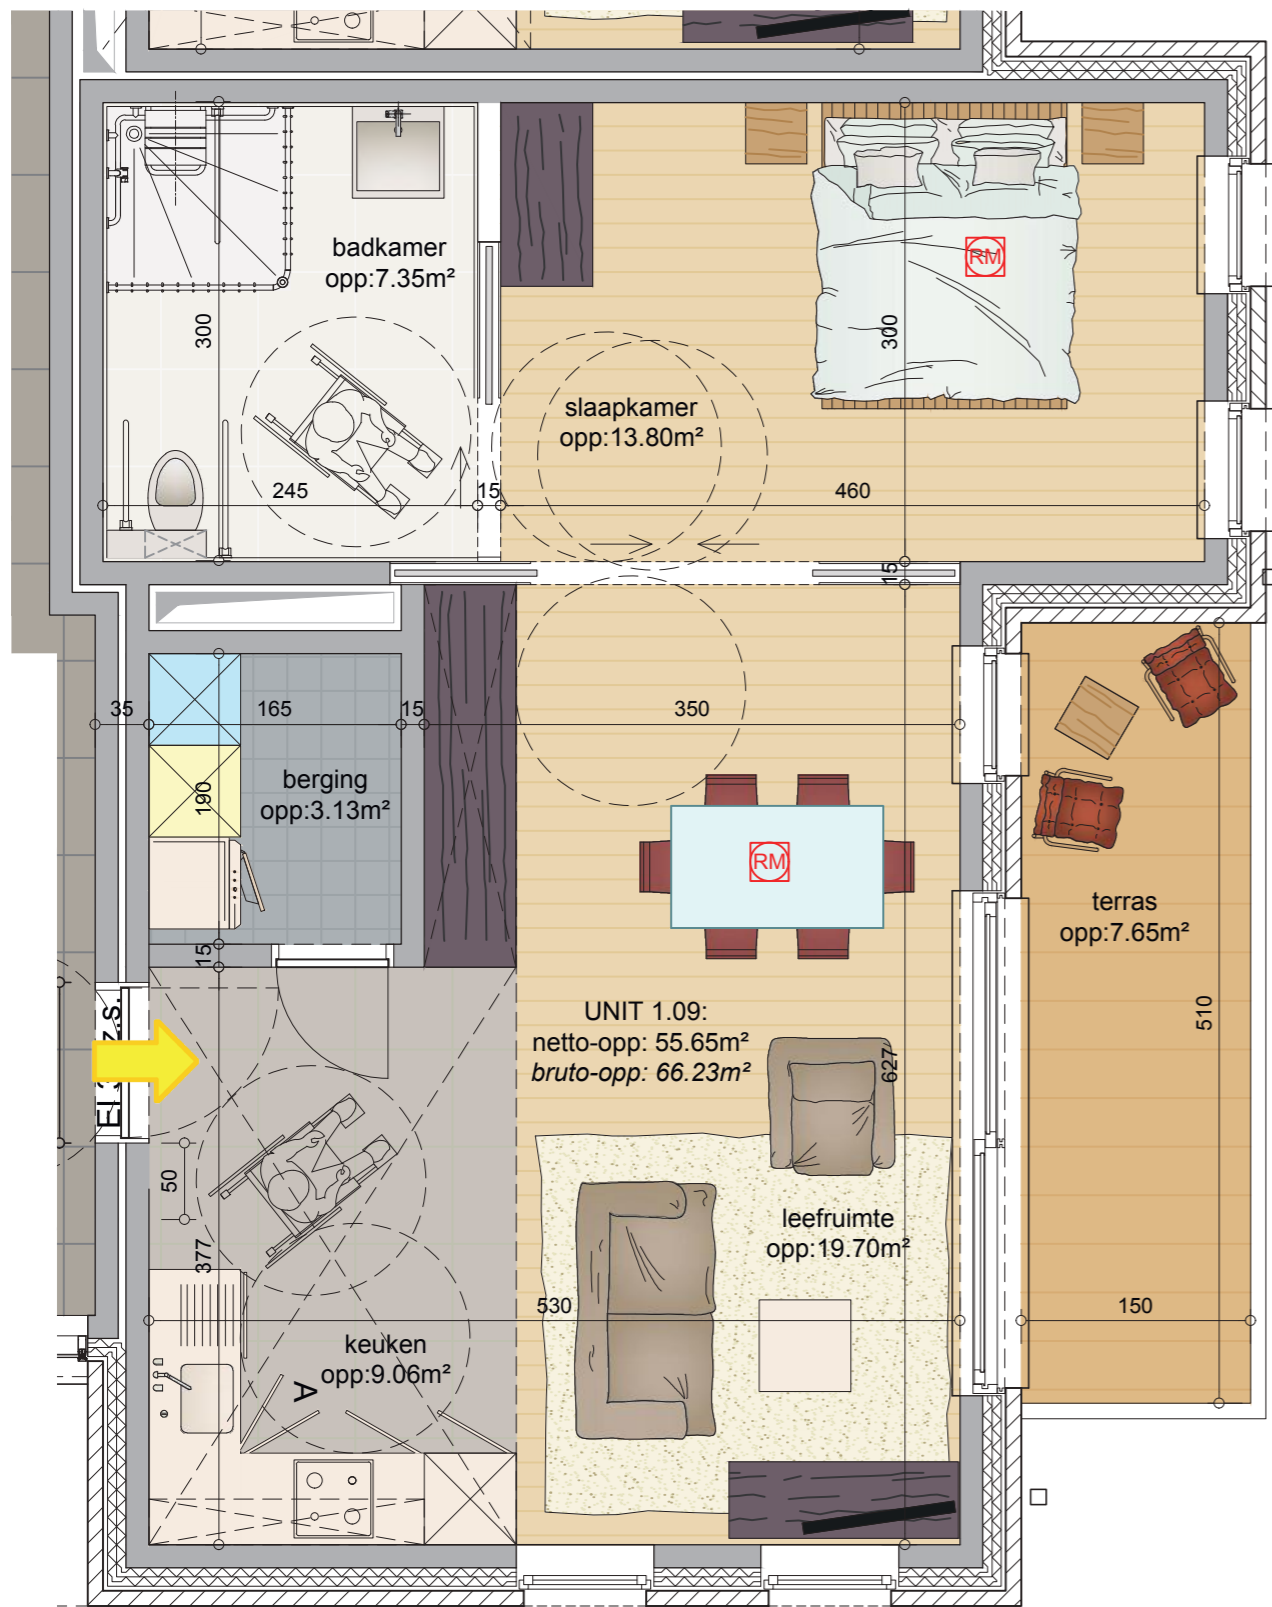 badkamer
opp:7.35m²
RM
300
300
slaapkamer
opp:13.80m²
245
15
460
15
35
165
15
350
berging
opp:3.13m²
190
RM
terras
opp:7.65m²
15
UNIT 1.09:
netto-opp: 55.65m²
bruto-opp: 66.23m²
z.s.
510
627
50
leefruimte
opp:19.70m²
377
530
150
keuken
opp:9.06m²
A